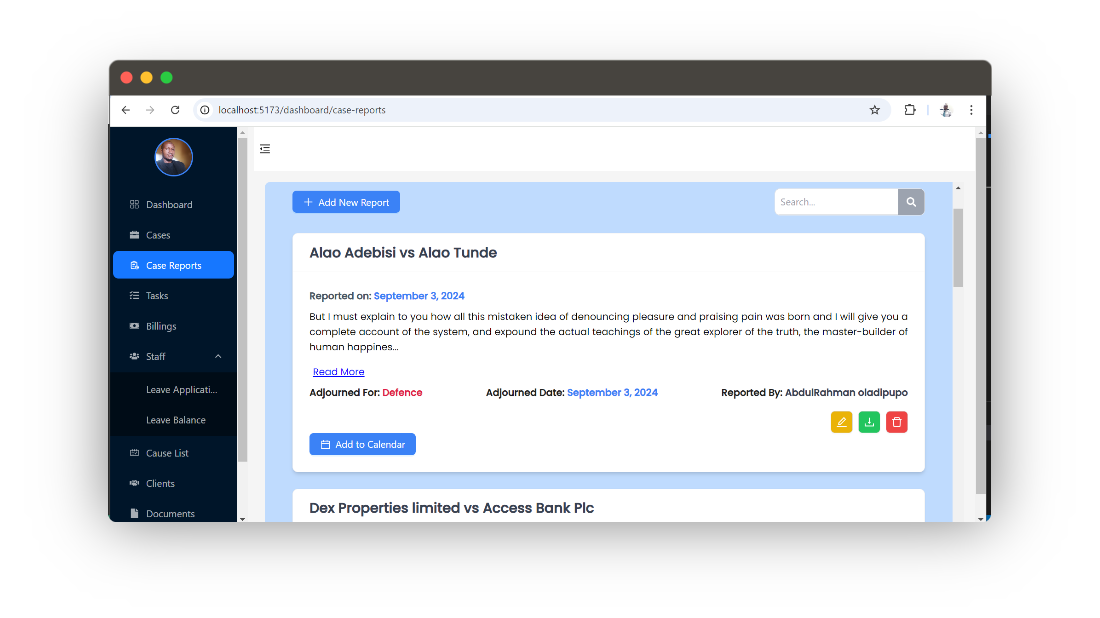 localhost:5173/dashboard/case-reports
Dashboard
Cases
Case Reports
Tasks
Billings
Staff
Leave Applicati...
Leave Balance
Cause List
Clients
Documents
Add New Report
Search...
Alao Adebisi vs Alao Tunde
Reported on: September 3, 2024
But I must explain to you how all this mistaken idea of denouncing pleasure and praising pain was born and I will give you a
complete account of the system, and expound the actual teachings of the great explorer of the truth, the master-builder of
human happines...
Read More
Adjourned For: Defence
Adjourned Date: September 3, 2024
Reported By: AbdulRahman oladipupo
Add to Calendar
Dex Properties limited vs Access Bank Plc